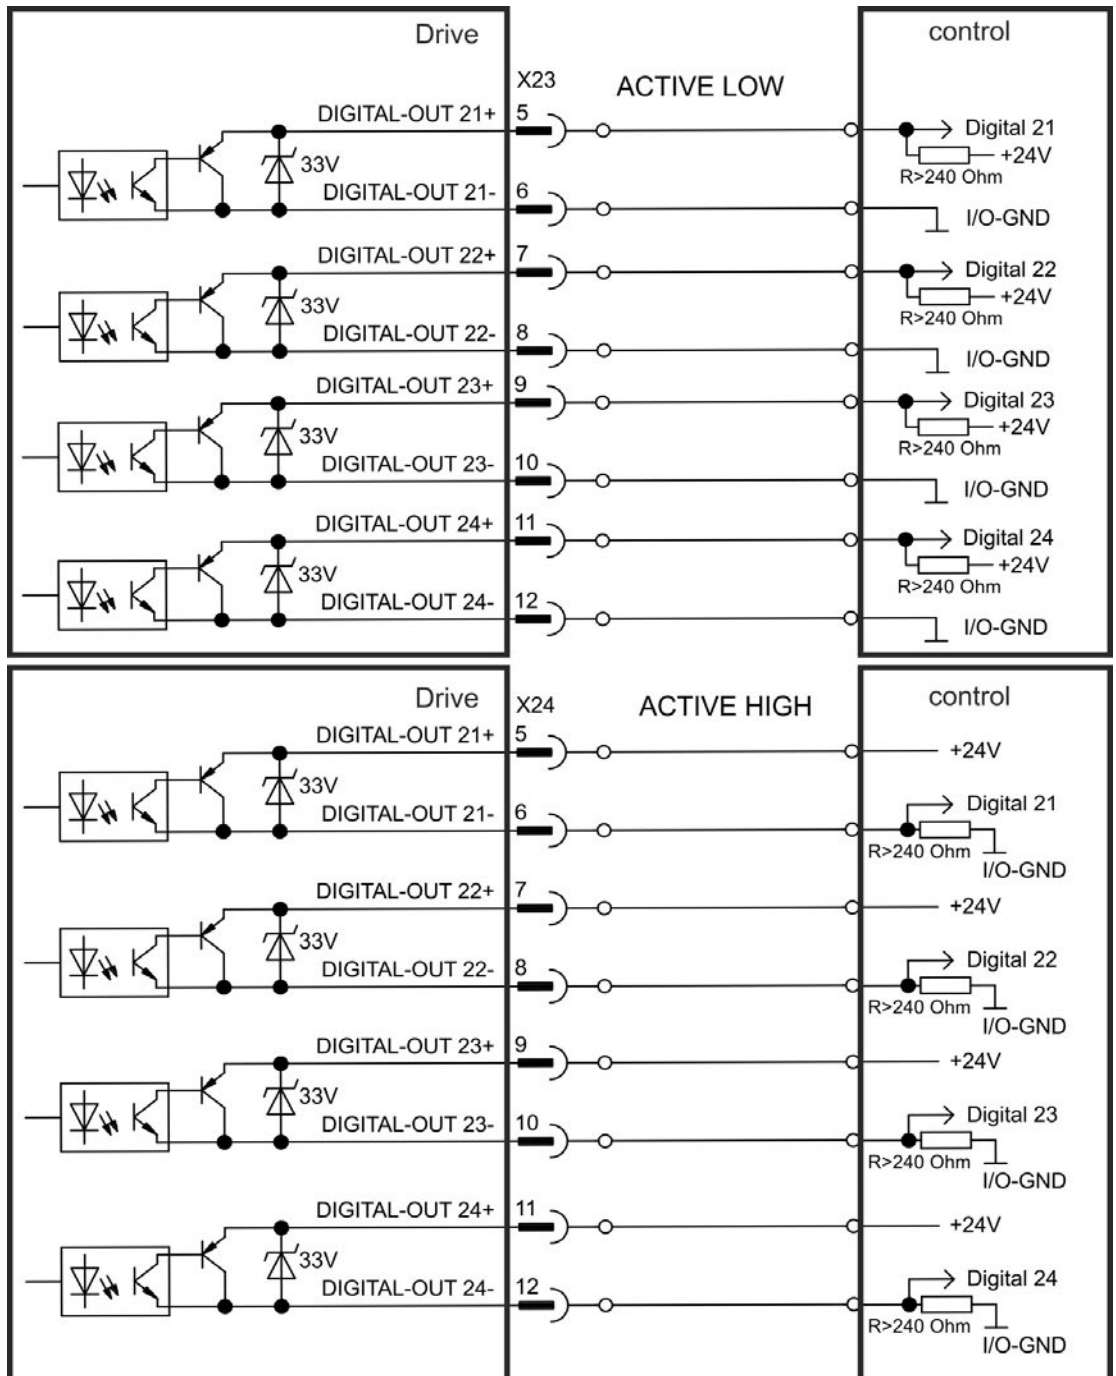 Drive
control
X23
ACTIVE LOW
DIGITAL-OUT 21+
5
Digital 21
33V
+24V
R>240 Ohm
DIGITAL-OUT 21-
6
I/O-GND
DIGITAL-OUT 22+
7
Digital 22
33V
+24V
R>240 Ohm
DIGITAL-OUT 22-
8
I/O-GND
DIGITAL-OUT 23+
9
Digital 23
33V
+24V
R>240 Ohm
DIGITAL-OUT 23-
10
I/O-GND
DIGITAL-OUT 24+
11
Digital 24
33V
+24V
R>240 Ohm
DIGITAL-OUT 24-
12
I/O-GND
Drive
control
X24
ACTIVE HIGH
DIGITAL-OUT 21+
5
+24V
33V
DIGITAL-OUT 21-
6
Digital 21
R>240 Ohm
I/O-GND
DIGITAL-OUT 22+
7
+24V
33V
DIGITAL-OUT 22-
8
Digital 22
R>240 Ohm
I/O-GND
DIGITAL-OUT 23+
9
+24V
33V
DIGITAL-OUT 23-
10
Digital 23
R>240 Ohm
I/O-GND
DIGITAL-OUT 24+
11
+24V
33V
DIGITAL-OUT 24-
12
Digital 24
R>240 Ohm
I/O-GND